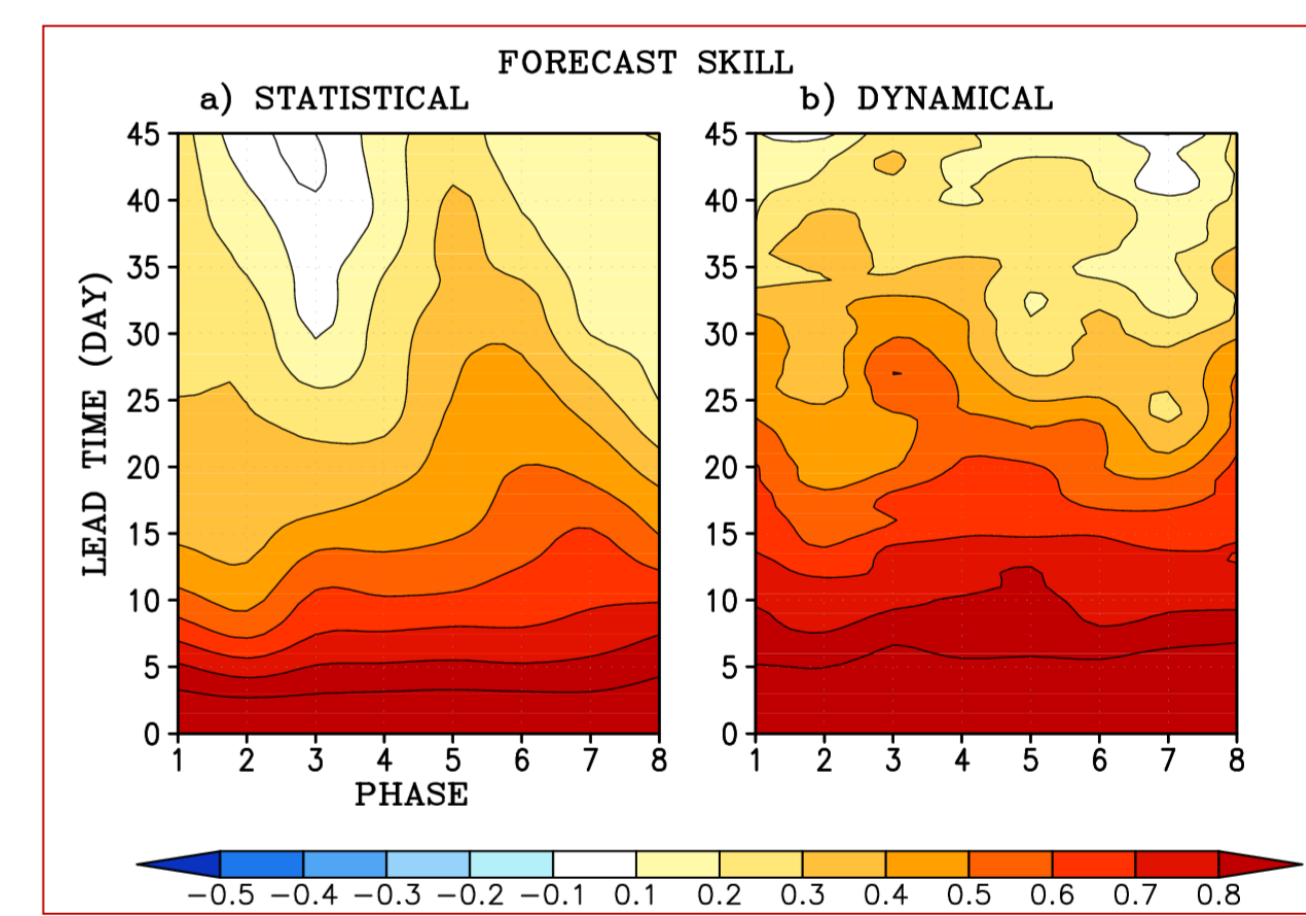 FORECAST SKILL
a) STATISTICAL
b) DYNAMICAL
45
40
35
30
25
20
15
10
5
0
LEAD TIME (DAY)
1 2 3 4 5 6 7 8
PHASE
45
40
35
30
25
20
15
10
5
0
1 2 3 4 5 6 7 8
−0.5 −0.4 −0.3 −0.2 −0.1 0.1 0.2 0.3 0.4 0.5 0.6 0.7 0.8